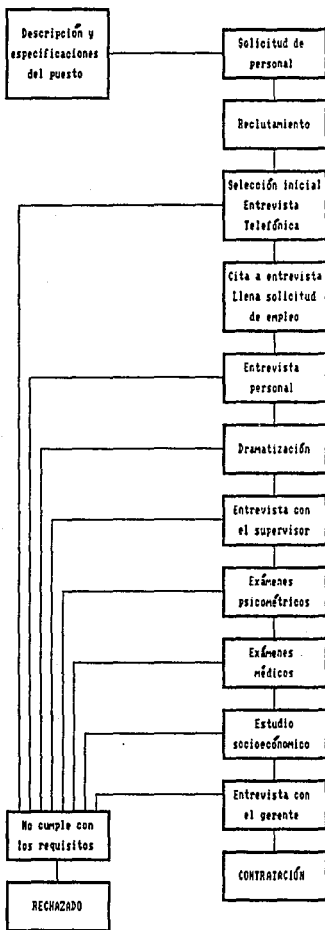 Descripción y
especificaciones
del puesto
Solicitud de
personal
Reclutamiento
Selección inicial
Entrevista
Telefónica
Cita a entrevista
Llena solicitud
de empleo
Entrevista
personal
Dramatización
Entrevista con
el supervisor
Exámenes
psicométricos
Exámenes
médicos
Estudio
socioecónomico
Entrevista con
el gerente
No cumple con
los requisitos
CONTRATACIÓN
RECHAZADO